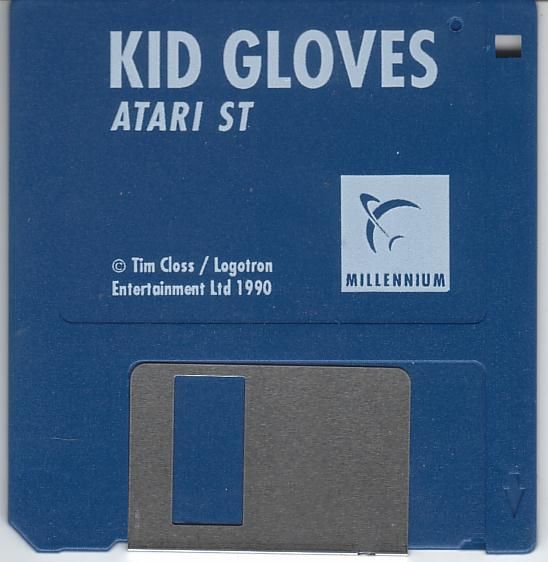 KID GLOVES
ATARI ST
© Tim Closs / Logotron
Entertainment Ltd 1990
MILLENNIUM